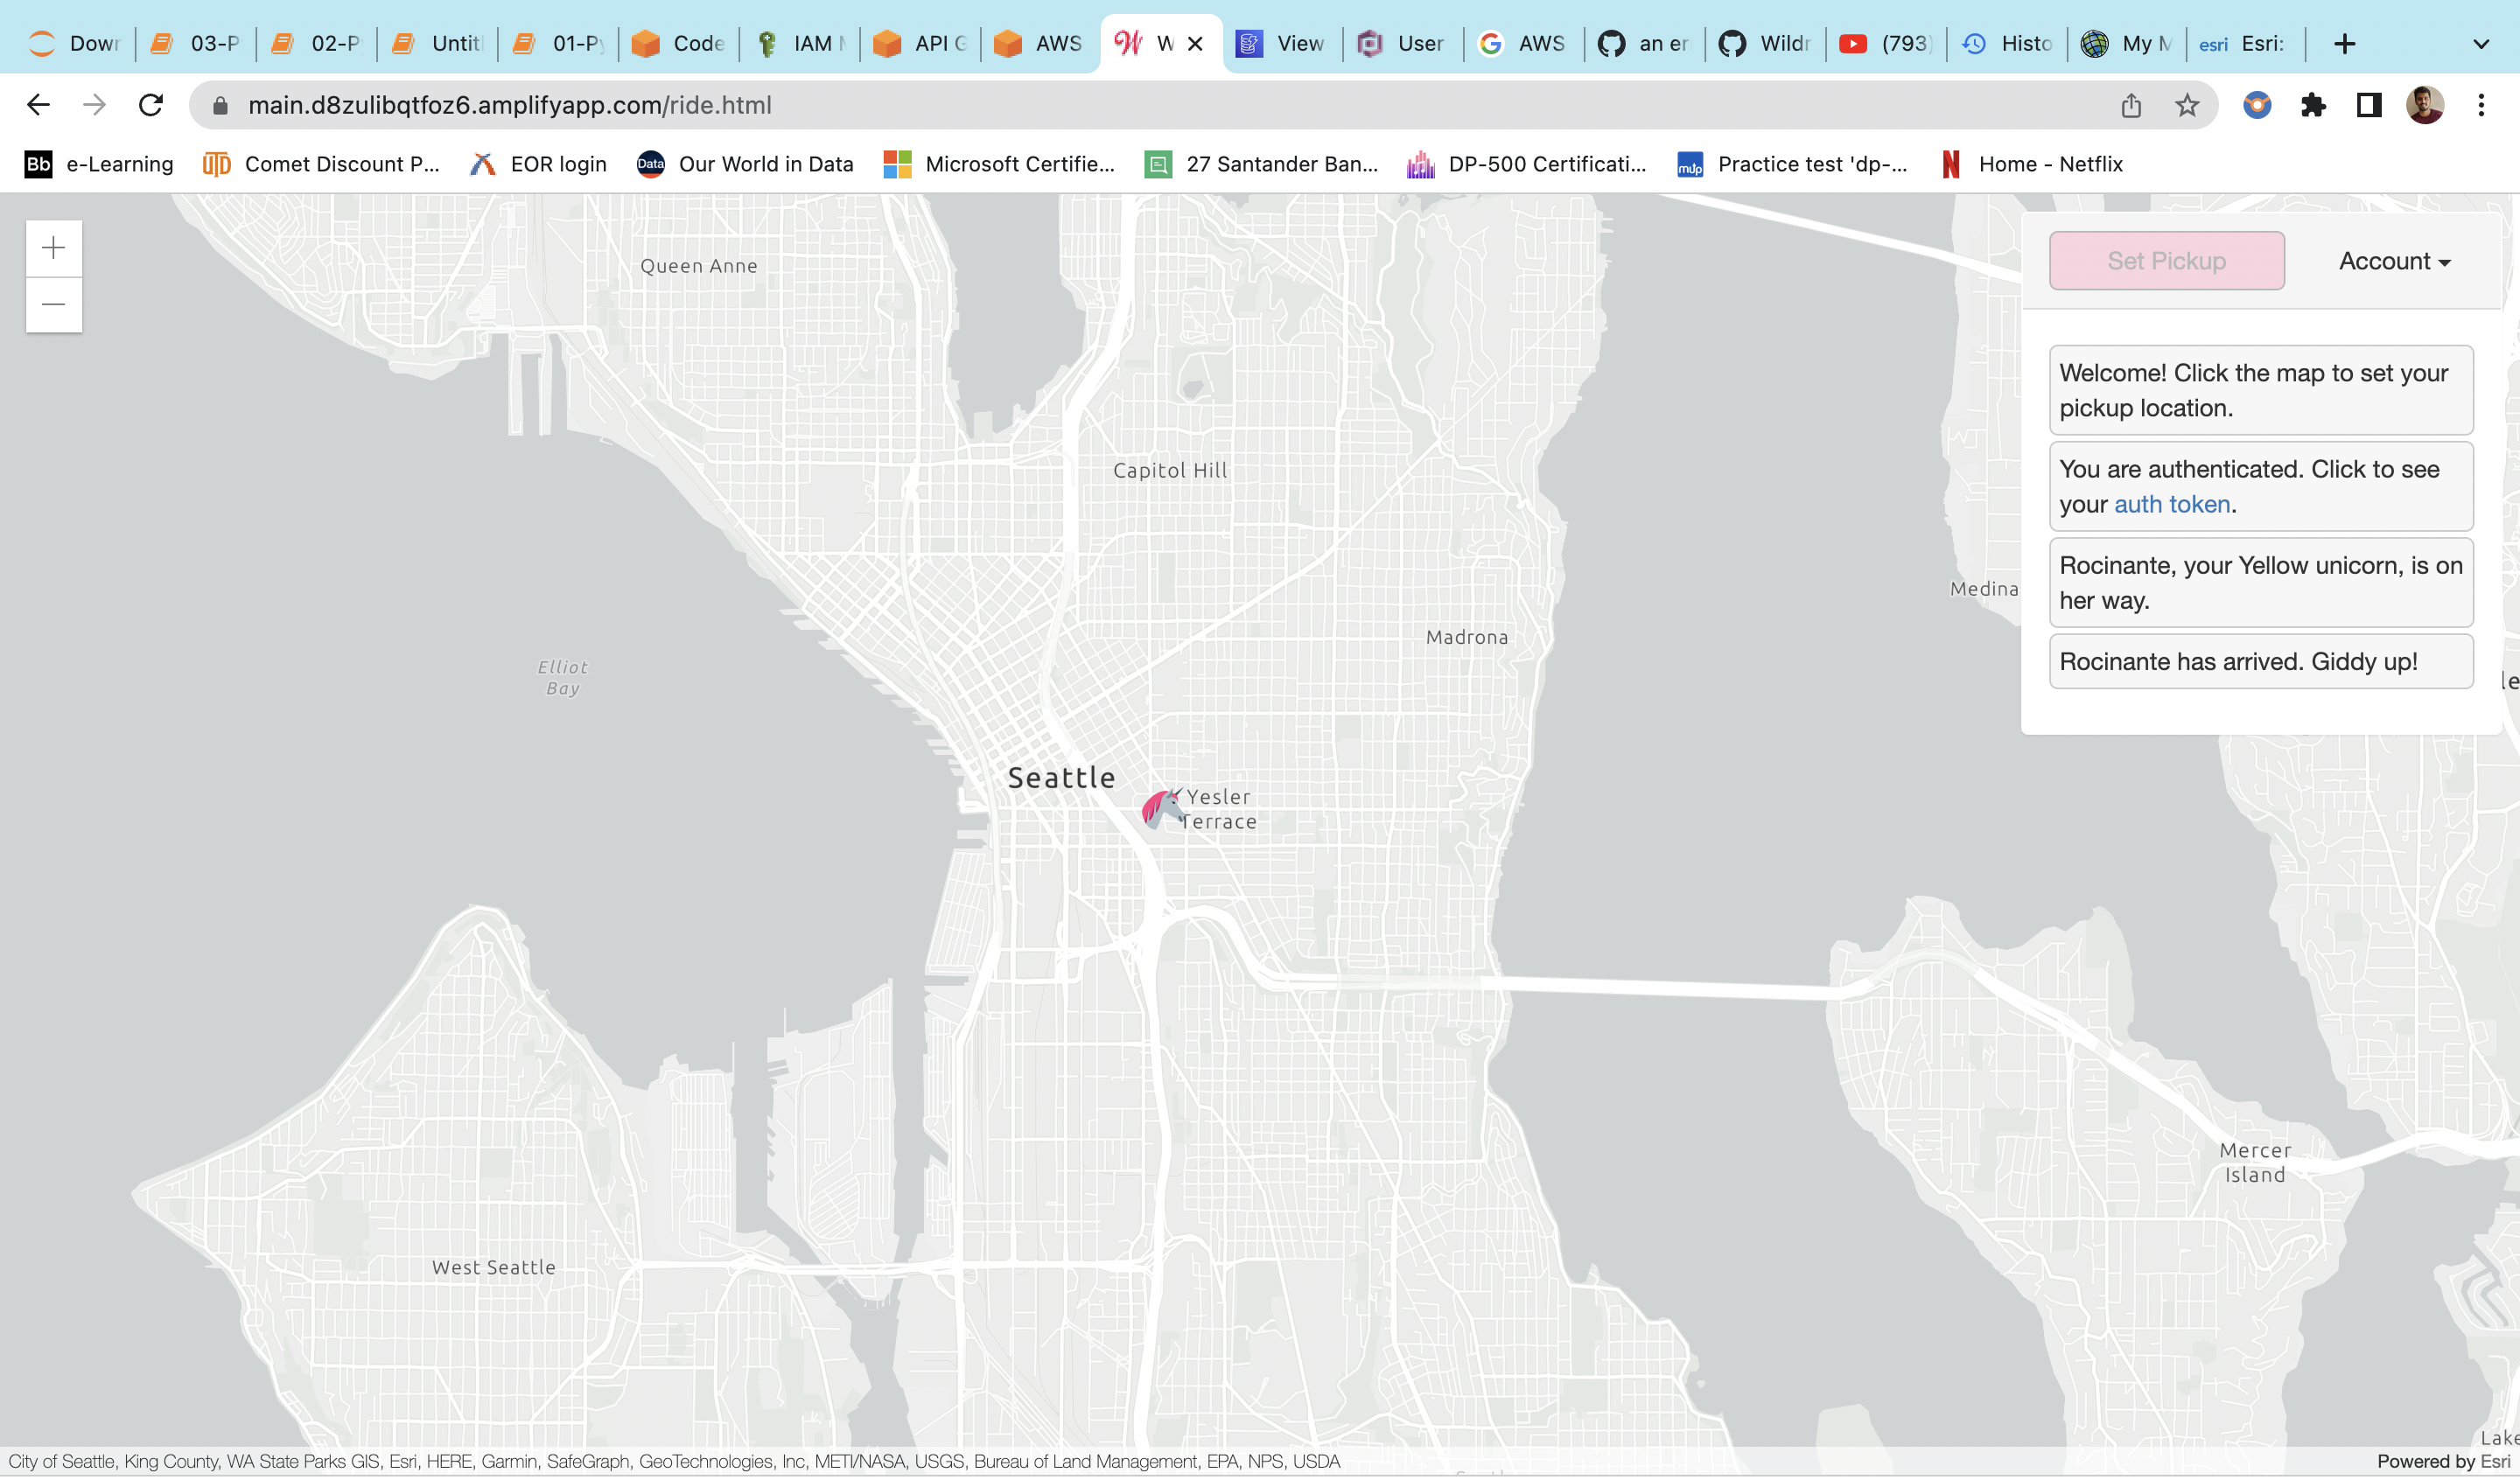 Dowr
03-P
02-P
Untit
01-Py
Code
IAM
API G
AWS
W
View
User
AWS
an er
Wildr
(793)
Histo
My M
esri Esri:
main.d8zulibqtfoz6.amplifyapp.com/ride.html
Bb e-Learning
UTD Comet Discount P...
EOR login
Data Our World in Data
Microsoft Certifie...
27 Santander Ban...
DP-500 Certificati...
mdp Practice test 'dp-...
N Home - Netflix
Set Pickup
Account
Welcome! Click the map to set your
pickup location.
You are authenticated. Click to see
your auth token.
Rocinante, your Yellow unicorn, is on
her way.
Rocinante has arrived. Giddy up!
Queen Anne
Capitol Hill
Medina
Madrona
Elliot
Bay
Seattle
Yesler
Terrace
Mercer
Island
West Seattle
Lake
City of Seattle, King County, WA State Parks GIS, Esri, HERE, Garmin, SafeGraph, GeoTechnologies, Inc, METI/NASA, USGS, Bureau of Land Management, EPA, NPS, USDA
Powered by Esri